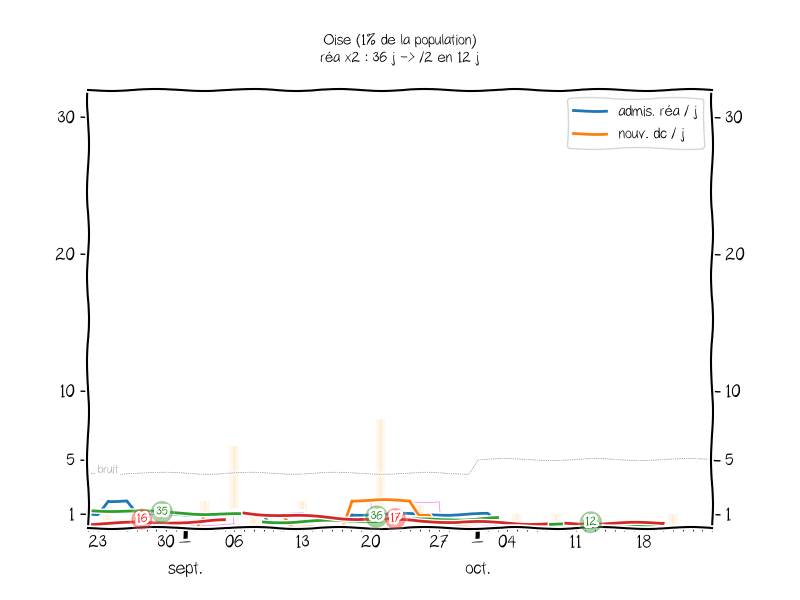 Oise (1% de la population)
réa x2 : 36 j -> /2 en 12 j
admis. réa / j
nouv. dc / j
30 30
20 20
10 10
5 5
bruit
1 1
16 35 36 17 12
23 30 06 13 20 27 04 11 18
sept. oct.